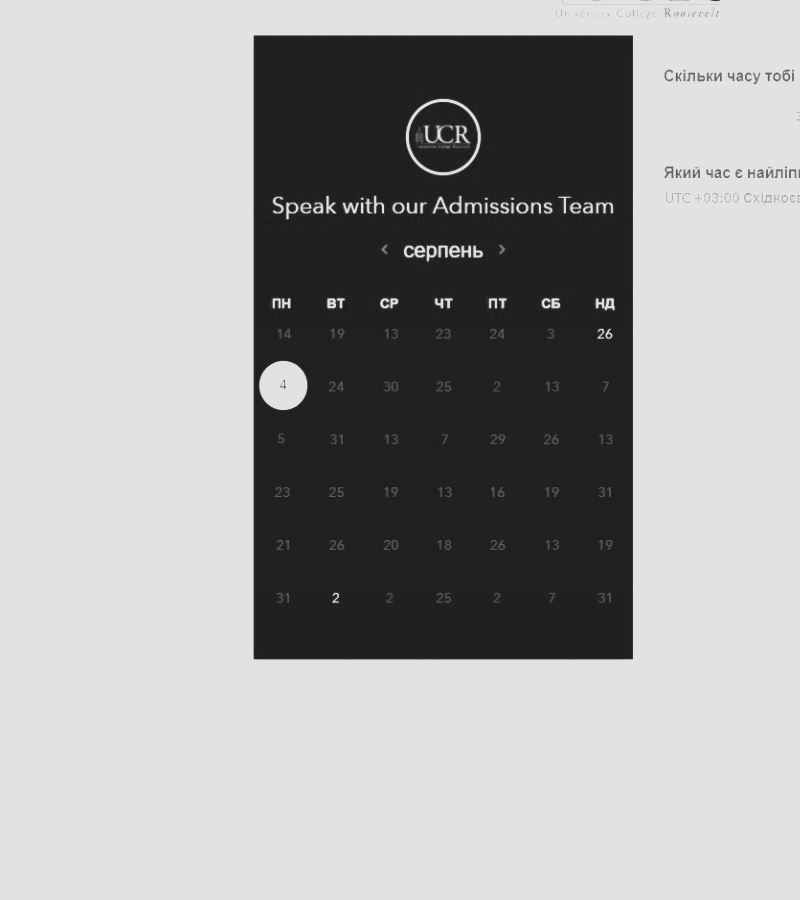 University College Roosevelt
UCR
University College Roosevelt
Speak with our Admissions Team
< серпень >
ПН ВТ СР ЧТ ПТ СБ НД
14 19 13 23 24 3 26
4 24 30 25 2 13 7
5 31 13 7 29 26 13
23 25 19 13 16 19 31
21 26 20 18 26 13 19
31 2 2 25 2 7 31
Скільки часу тобі
Який час є
UTC +03:00